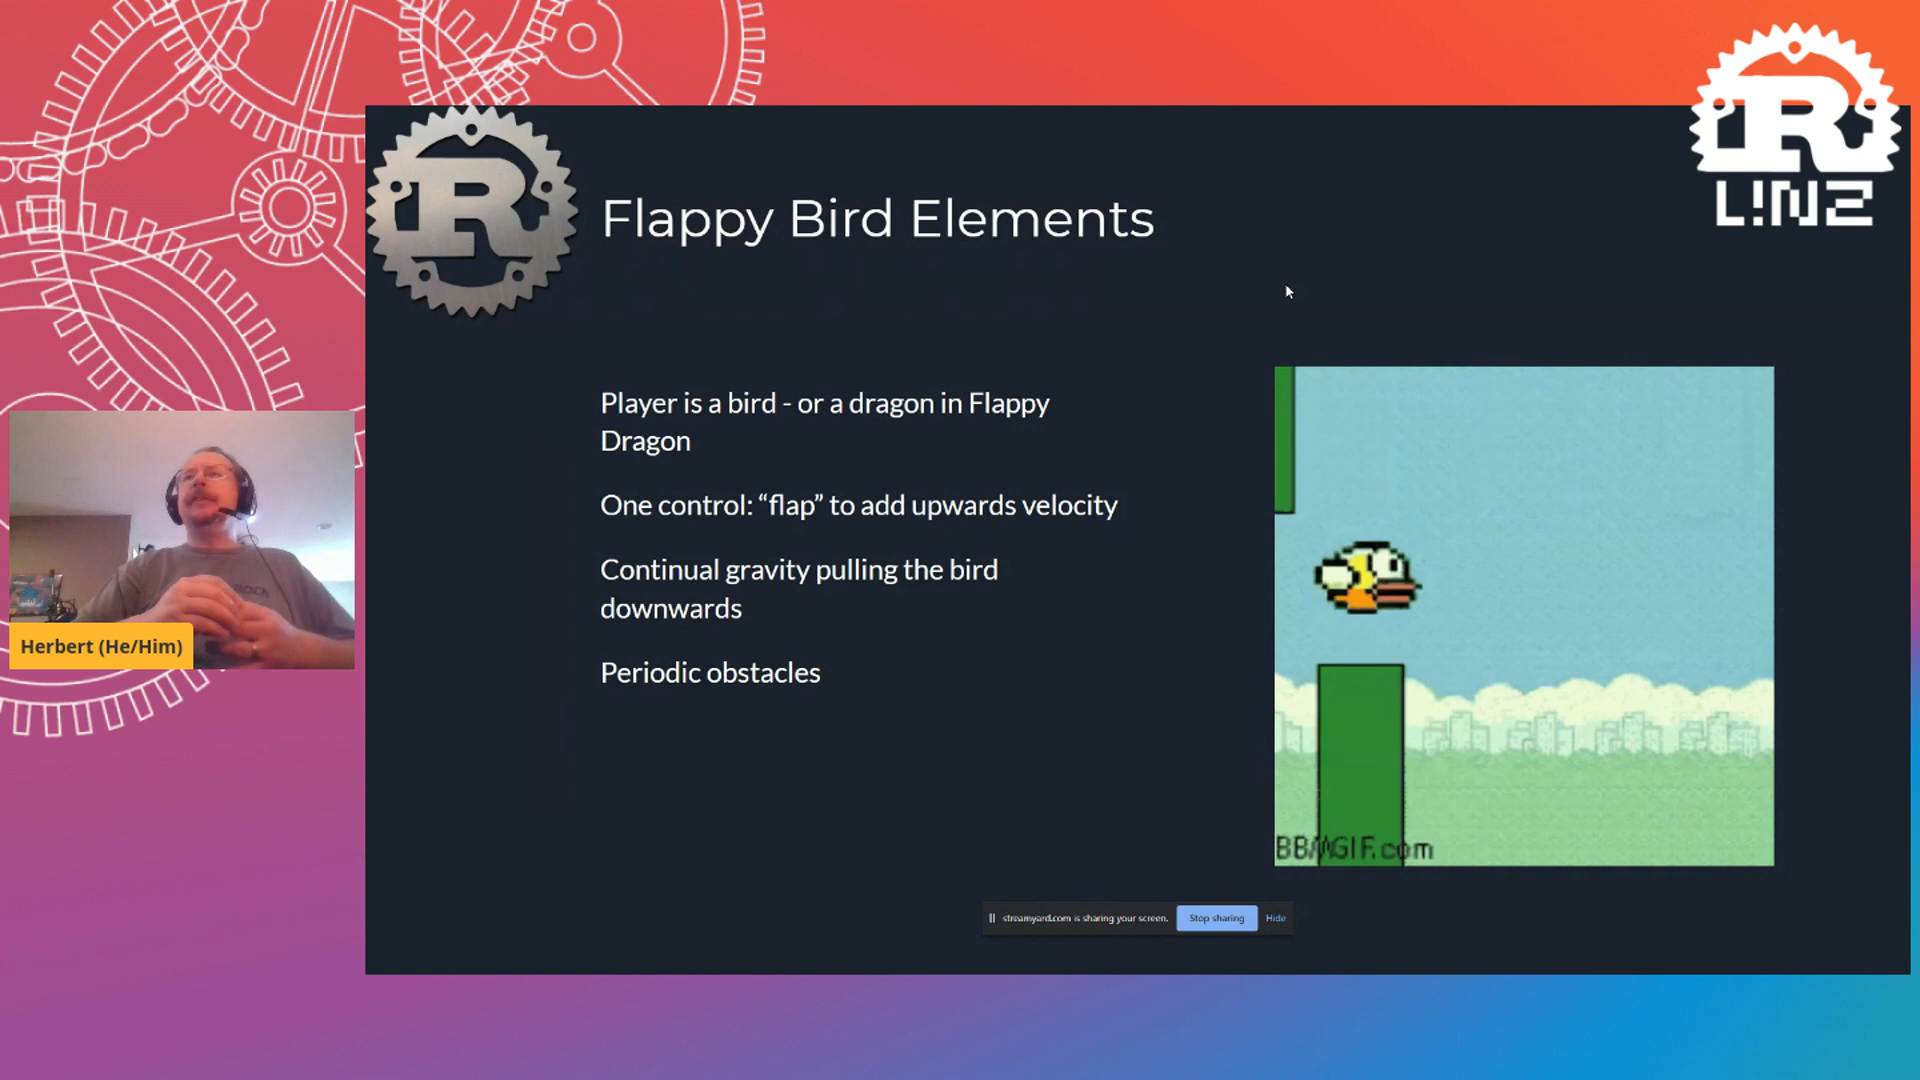 R
L!NZ
R
Flappy Bird Elements
Player is a bird - or a dragon in Flappy
Dragon
One control: “flap” to add upwards velocity
Continual gravity pulling the bird
downwards
Periodic obstacles
Herbert (He/Him)
BBMGIF.com
streamyard.com is sharing your screen.
Stop sharing
Hide